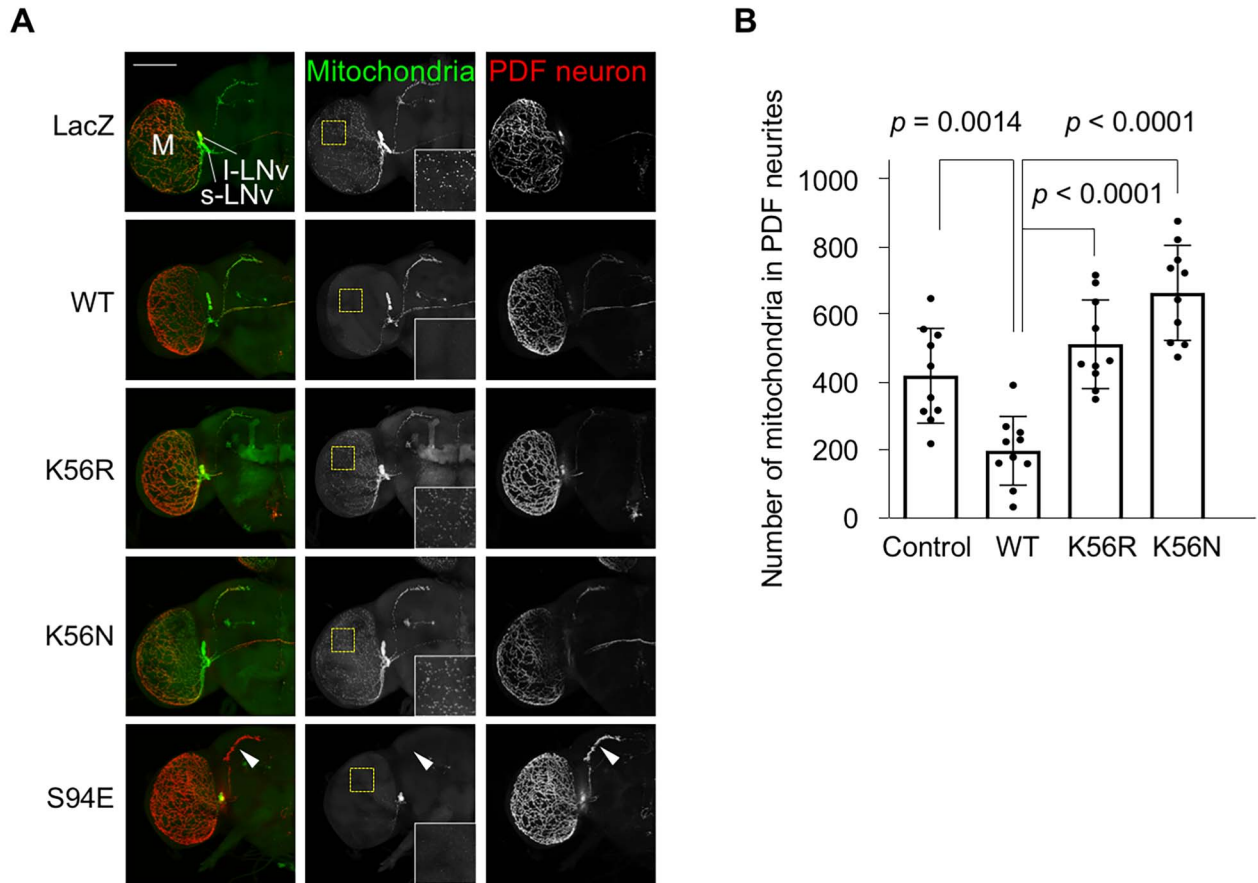 A
Mitochondria
PDF neuron
LacZ
M
l-LNv
s-LNv
WT
K56R
K56N
S94E
B
p = 0.0014
p < 0.0001
p < 0.0001
Number of mitochondria in PDF neurites
1000
800
600
400
200
0
Control
WT
K56R
K56N